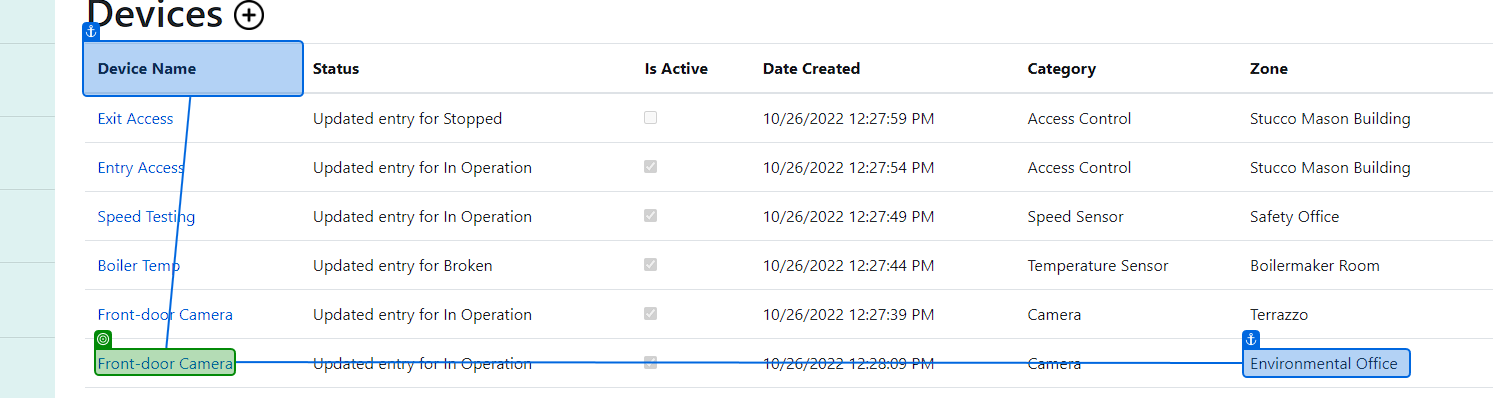 Devices
Device Name Status Is Active Date Created Category Zone
Exit Access Updated entry for Stopped 10/26/2022 12:27:59 PM Access Control Stucco Mason Building
Entry Access Updated entry for In Operation 10/26/2022 12:27:54 PM Access Control Stucco Mason Building
Speed Testing Updated entry for In Operation 10/26/2022 12:27:49 PM Speed Sensor Safety Office
Boiler Temp Updated entry for Broken 10/26/2022 12:27:44 PM Temperature Sensor Boilermaker Room
Front-door Camera Updated entry for In Operation 10/26/2022 12:27:39 PM Camera Terrazzo
Front-door Camera Updated entry for In Operation 10/26/2022 12:28:09 PM Camera Environmental Office